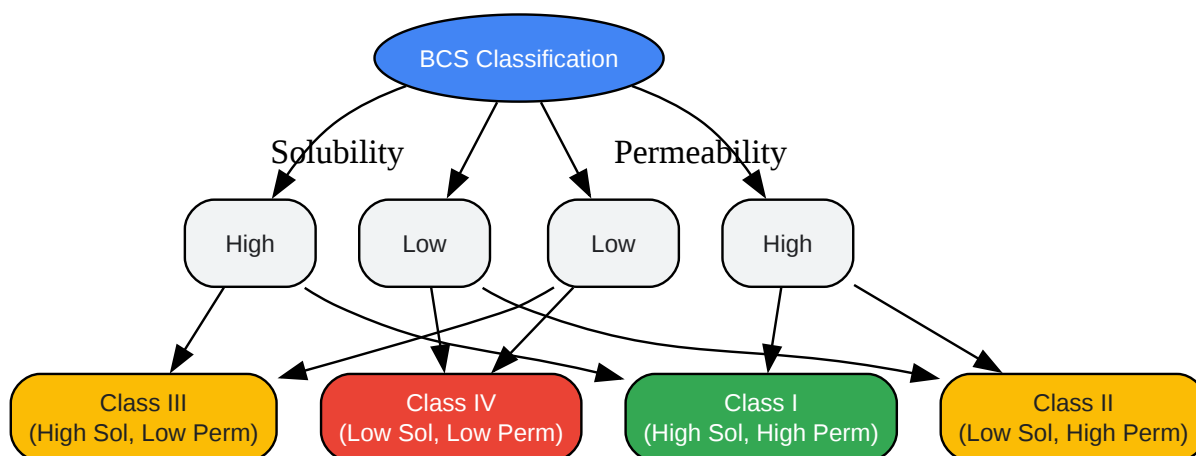 BCS Classification
Solubility
Permeability
High
Low
Low
High
Class III
(High Sol, Low Perm)
Class IV
(Low Sol, Low Perm)
Class I
(High Sol, High Perm)
Class II
(Low Sol, High Perm)